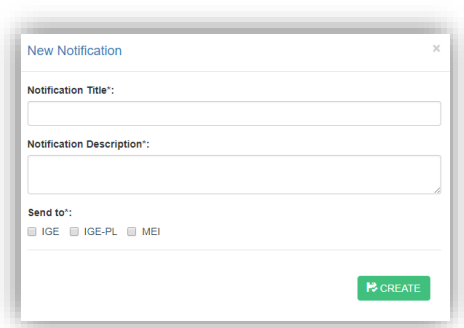 New Notification ×
Notification Title*:
Notification Description*:
Send to*:
IGE IGE-PL MEI
CREATE